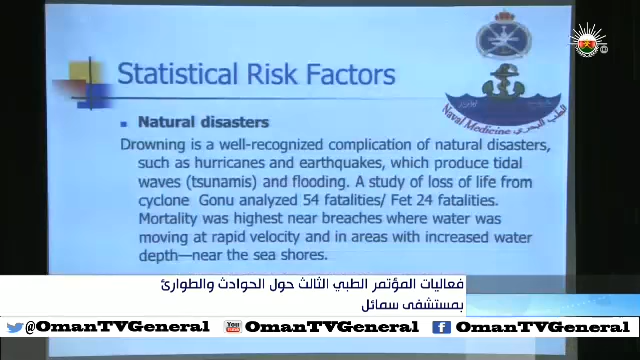 Statistical Risk Factors
Naval Medicine الطب البحري
Natural disasters
Drowning is a well-recognized complication of natural disasters,
such as hurricanes and earthquakes, which produce tidal
waves (tsunamis) and flooding. A study of loss of life from
cyclone Gonu analyzed 54 fatalities/ Fet 24 fatalities.
Mortality was highest near breaches where water was
moving at rapid velocity and in areas with increased water
depth—near the sea shores.
فعاليات المؤتمر الطبي الثالث حول الحوادث والطوارئ
بمستشفى سمائل
@OmanTVGeneral You Tube OmanTVGeneral f OmanTVGeneral